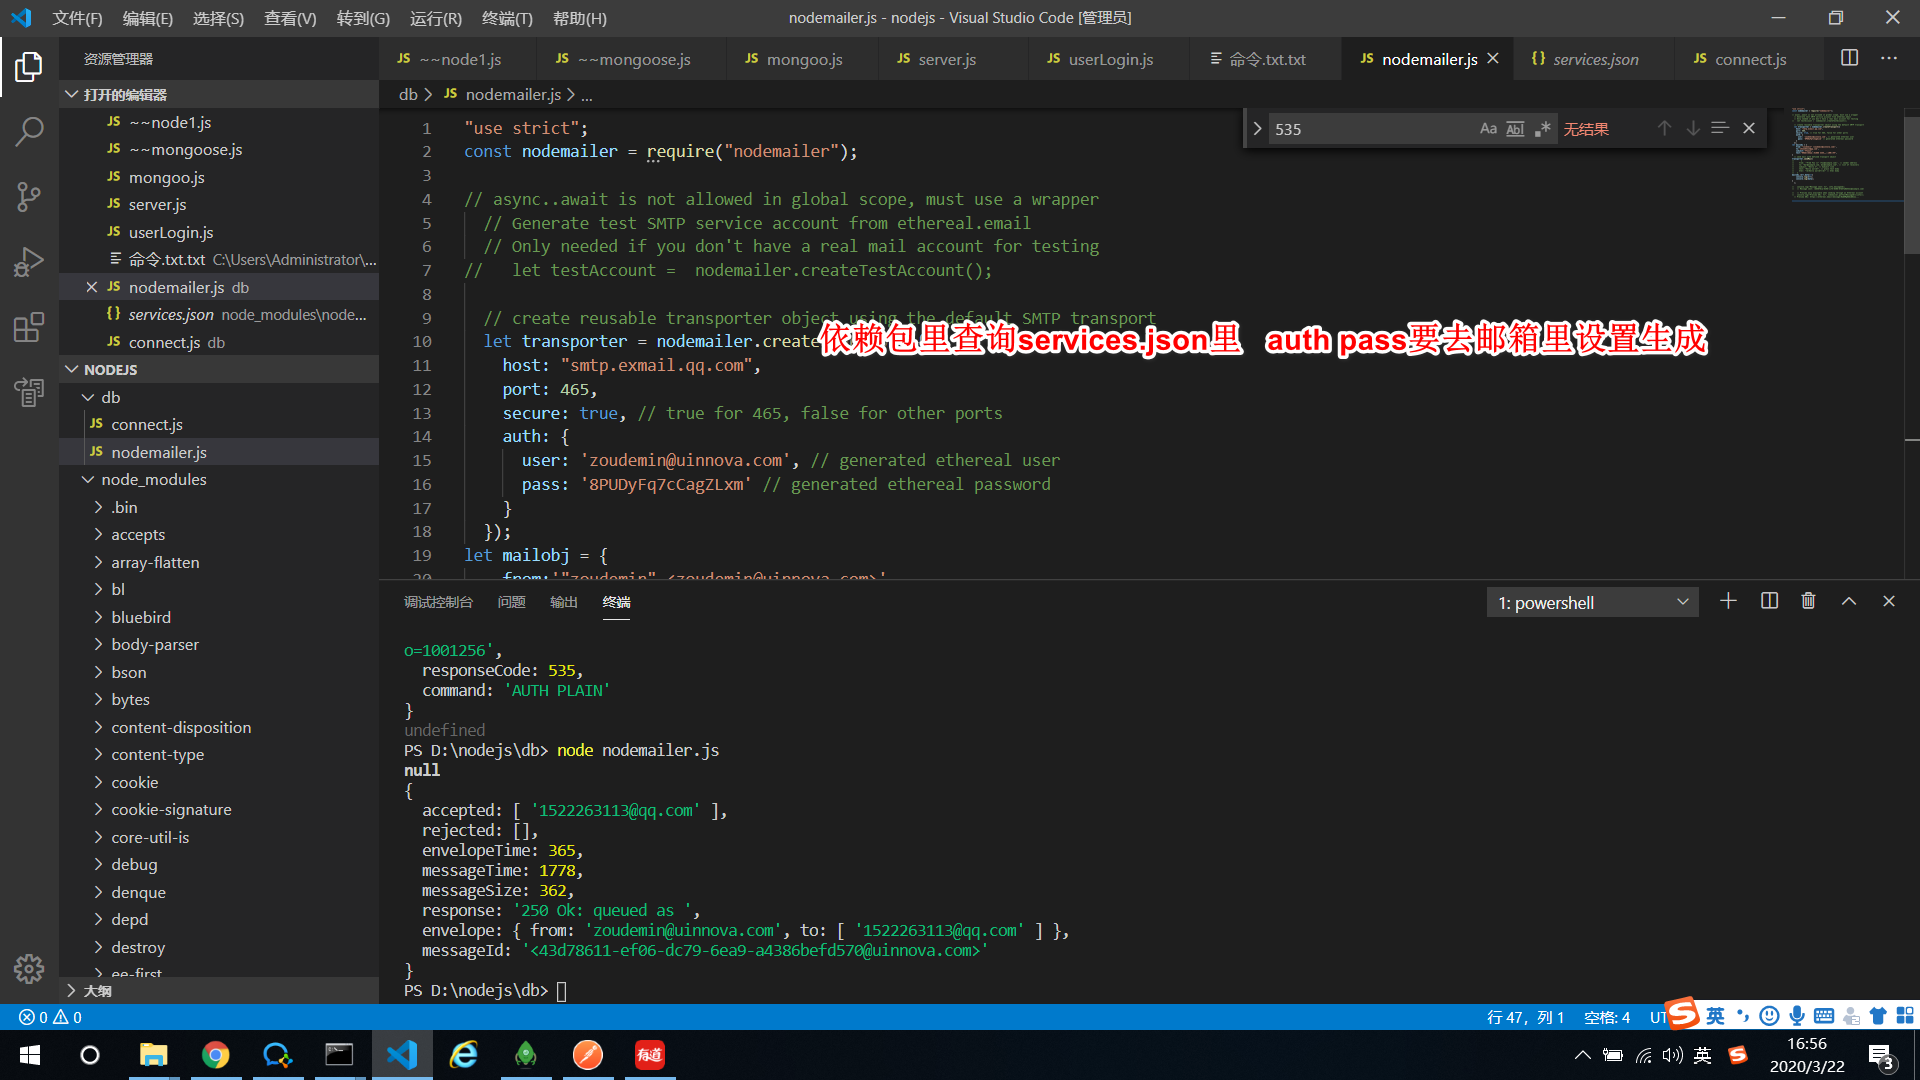 文件(F) 编辑(E) 选择(S) 查看(V) 转到(G) 运行(R) 终端(T) 帮助(H) nodemailer.js - nodejs - Visual Studio Code [管理员]
资源管理器
JS ~~node1.js JS ~~mongoose.js JS mongoo.js JS server.js JS userLogin.js 命令.txt.txt JS nodemailer.js {} services.json JS connect.js
打开的编辑器
JS ~~node1.js
JS ~~mongoose.js
JS mongoo.js
JS server.js
JS userLogin.js
命令.txt.txt C:\Users\Administrator\...
JS nodemailer.js db
{} services.json node_modules\node...
JS connect.js db
NODEJS
db
JS connect.js
JS nodemailer.js
node_modules
.bin
accepts
array-flatten
bl
bluebird
body-parser
bson
bytes
content-disposition
content-type
cookie
cookie-signature
core-util-is
debug
denque
depd
destroy
ee-first
大纲
db > JS nodemailer.js > ...
535 Aa Abl 无结果
1 "use strict";
2 const nodemailer = require("nodemailer");
3
4 // async..await is not allowed in global scope, must use a wrapper
5 // Generate test SMTP service account from ethereal.email
6 // Only needed if you don't have a real mail account for testing
7 // let testAccount = nodemailer.createTestAccount();
8
9 // create reusable transporter object using the default SMTP transport
10 let transporter = nodemailer.create
依赖包里查询services.json里 auth pass要去邮箱里设置生成
11 host: "smtp.exmail.qq.com",
12 port: 465,
13 secure: true, // true for 465, false for other ports
14 auth: {
15 user: 'zoudemin@uinnova.com', // generated ethereal user
16 pass: '8PUDyFq7cCagZLxm' // generated ethereal password
17 }
18 });
19 let mailobj = {
20 from:'"zoudemin" <zoudemin@uinnova.com>'
调试控制台 问题 输出 终端 1: powershell
o=1001256',
responseCode: 535,
command: 'AUTH PLAIN'
}
undefined
PS D:\nodejs\db> node nodemailer.js
null
{
accepted: [ '1522263113@qq.com' ],
rejected: [],
envelopeTime: 365,
messageTime: 1778,
messageSize: 362,
response: '250 Ok: queued as ',
envelope: { from: 'zoudemin@uinnova.com', to: [ '1522263113@qq.com' ] },
messageId: '<43d78611-ef06-dc79-6ea9-a4386befd570@uinnova.com>'
}
PS D:\nodejs\db>
0 0 行 47，列 1 空格: 4 UT 英
有道 英 16:56
2020/3/22 3